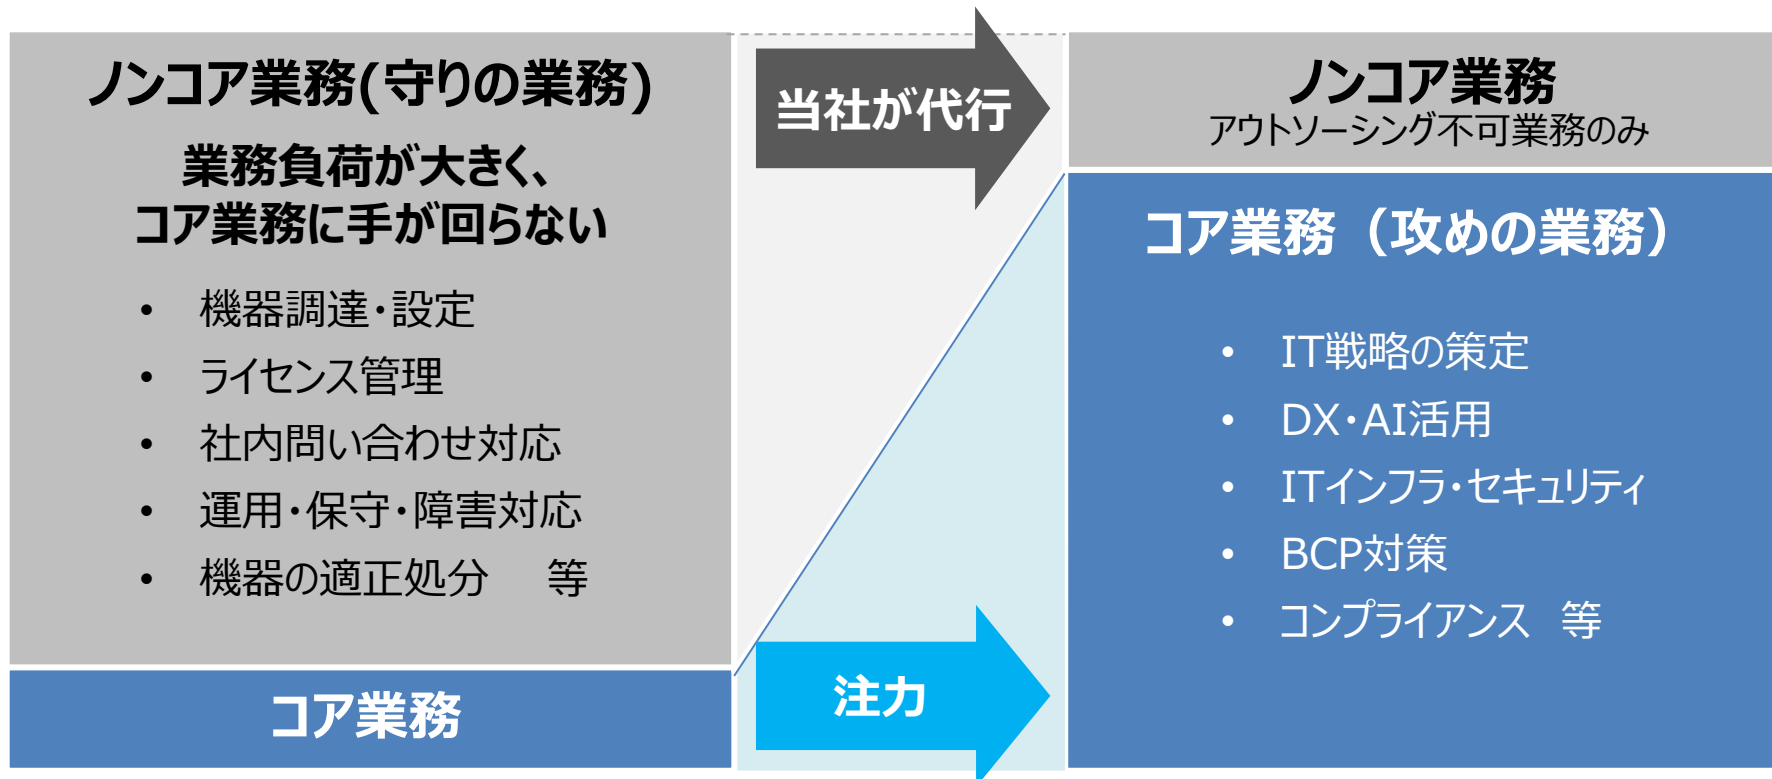 ノンコア業務(守りの業務)
業務負荷が大きく、
コア業務に手が回らない
• 機器調達・設定
• ライセンス管理
• 社内問い合わせ対応
• 運用・保守・障害対応
• 機器の適正処分　等
コア業務
当社が代行
注力
ノンコア業務
アウトソーシング不可業務のみ
コア業務（攻めの業務）
• IT戦略の策定
• DX・AI活用
• ITインフラ・セキュリティ
• BCP対策
• コンプライアンス　等